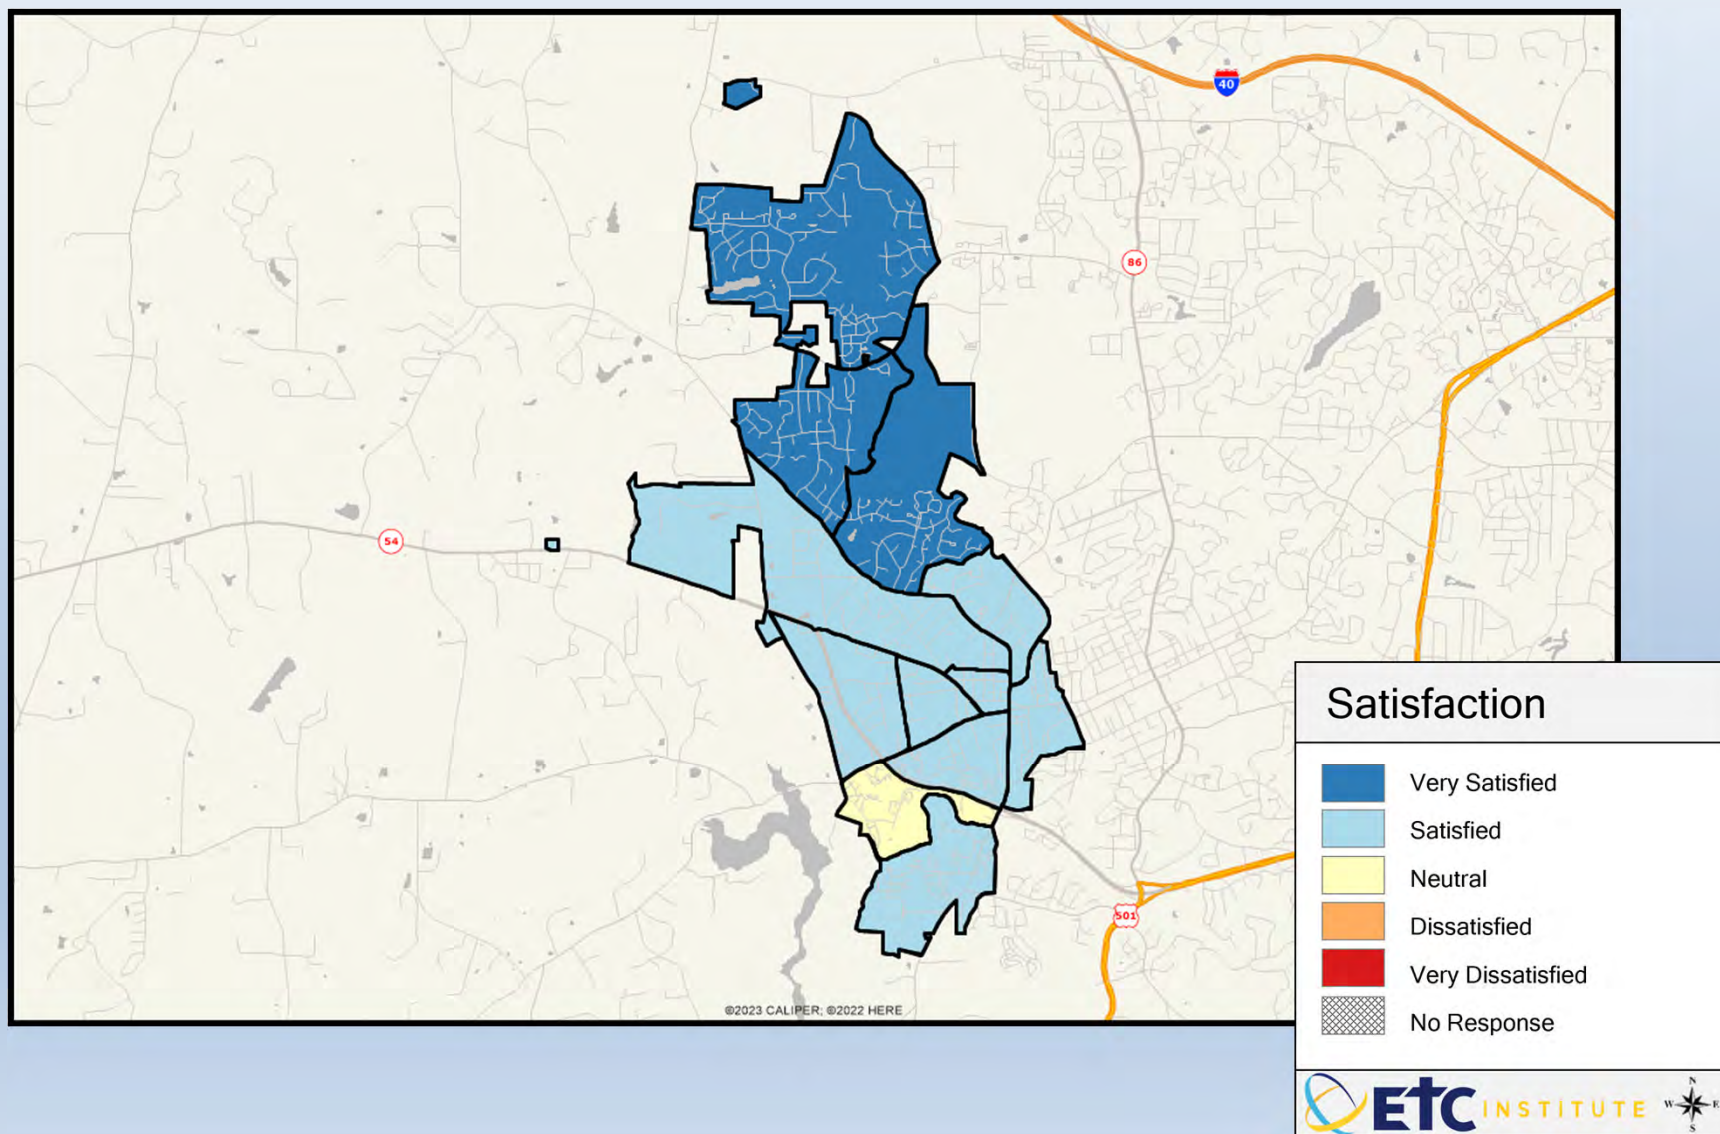 40
86
54
Satisfaction
Very Satisfied
Satisfied
Neutral
Dissatisfied
Very Dissatisfied
No Response
501
©2023 CALIPER; ©2022 HERE
ETC INSTITUTE
N
W E
S